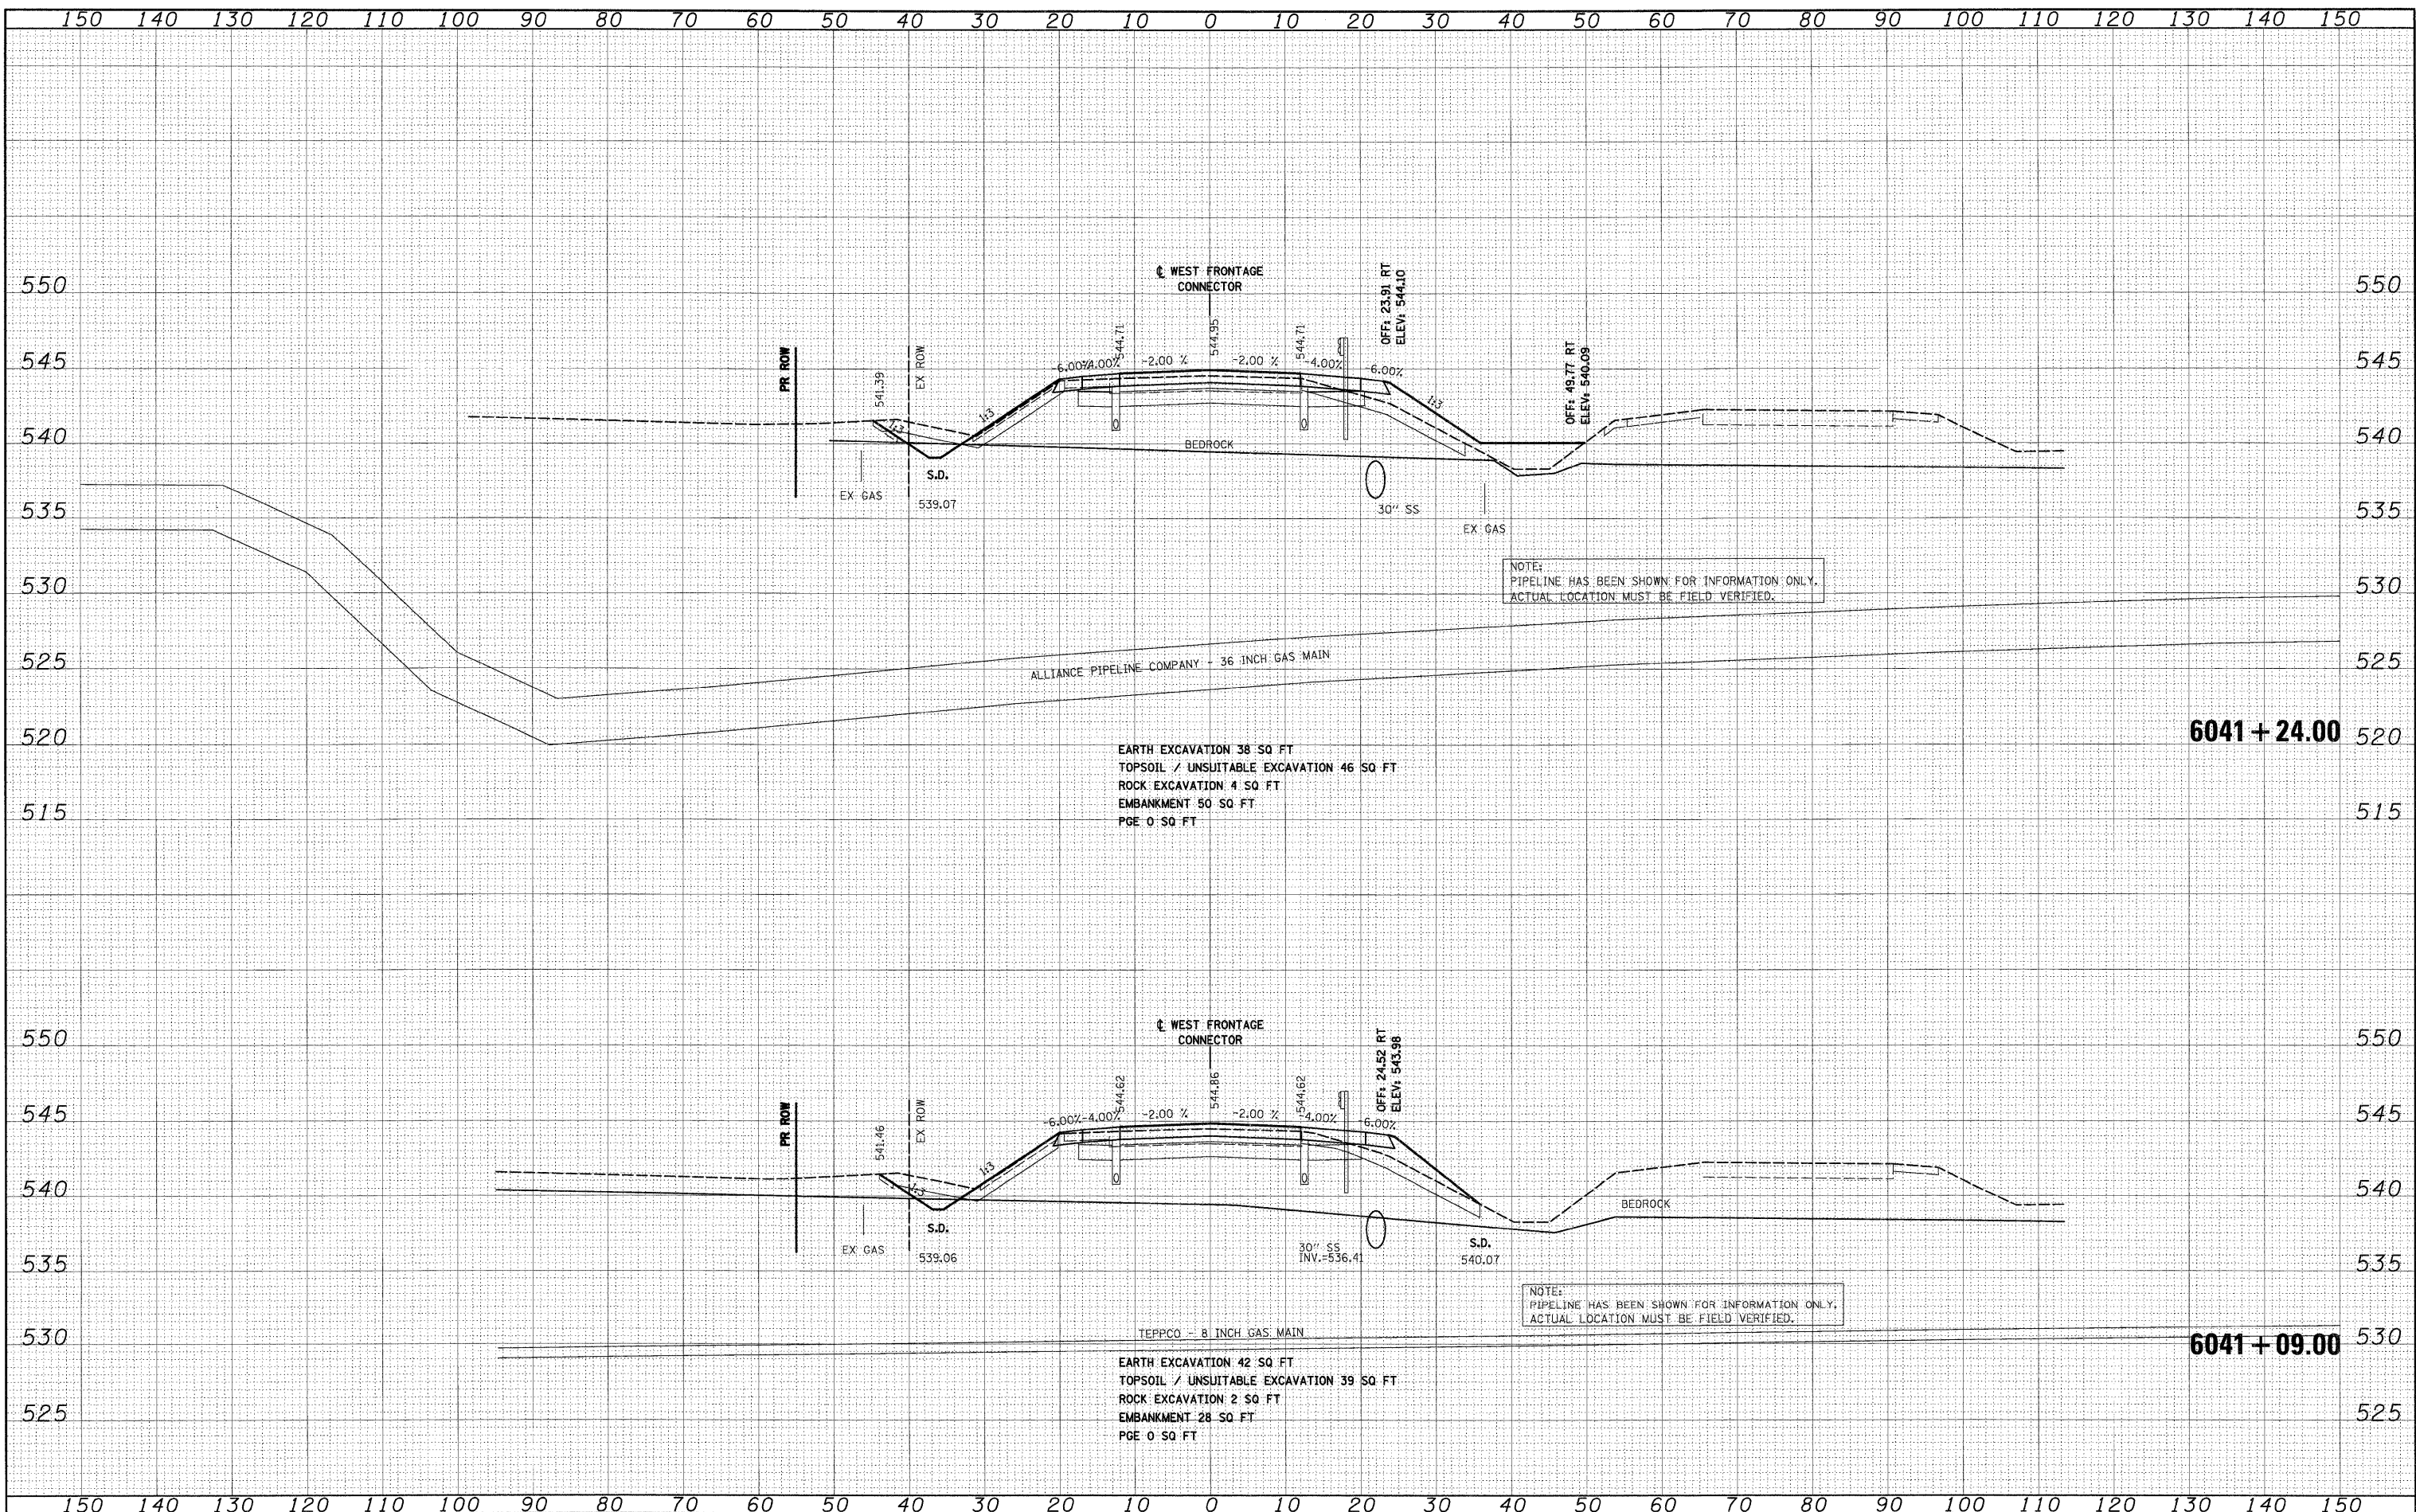 150 140 130 120 110 100 90 80 70 60 50 40 30 20 10 0 10 20 30 40 50 60 70 80 90 100 110 120 130 140 150
550 550
℄ WEST FRONTAGE
CONNECTOR
OFF: 23.91 RT
ELEV: 544.10
OFF: 49.77 RT
ELEV: 540.09
545 545
PR ROW
541.39
EX ROW
-6.00% -4.00% 544.71 -2.00 % 544.95 -2.00 % 544.71 -4.00% -6.00%
1:3 1:3 1:3
540 540
BEDROCK
S.D.
EX GAS
539.07
30" SS
EX GAS
535 535
NOTE:
PIPELINE HAS BEEN SHOWN FOR INFORMATION ONLY.
ACTUAL LOCATION MUST BE FIELD VERIFIED.
530 530
ALLIANCE PIPELINE COMPANY - 36 INCH GAS MAIN
525 525
6041 + 24.00
520 520
EARTH EXCAVATION 38 SQ FT
TOPSOIL / UNSUITABLE EXCAVATION 46 SQ FT
ROCK EXCAVATION 4 SQ FT
EMBANKMENT 50 SQ FT
PGE 0 SQ FT
515 515
550 550
℄ WEST FRONTAGE
CONNECTOR
OFF: 24.52 RT
ELEV: 543.98
545 545
PR ROW
541.46
EX ROW
-6.00% -4.00% 544.62 -2.00 % 544.86 -2.00 % 544.62 -4.00% -6.00%
1:3 1:3
540 540
BEDROCK
S.D.
EX GAS
539.06
30" SS
INV.=536.41
S.D.
540.07
535 535
NOTE:
PIPELINE HAS BEEN SHOWN FOR INFORMATION ONLY.
ACTUAL LOCATION MUST BE FIELD VERIFIED.
TEPPCO - 8 INCH GAS MAIN
530 530
6041 + 09.00
EARTH EXCAVATION 42 SQ FT
TOPSOIL / UNSUITABLE EXCAVATION 39 SQ FT
ROCK EXCAVATION 2 SQ FT
EMBANKMENT 28 SQ FT
PGE 0 SQ FT
525 525
150 140 130 120 110 100 90 80 70 60 50 40 30 20 10 0 10 20 30 40 50 60 70 80 90 100 110 120 130 140 150